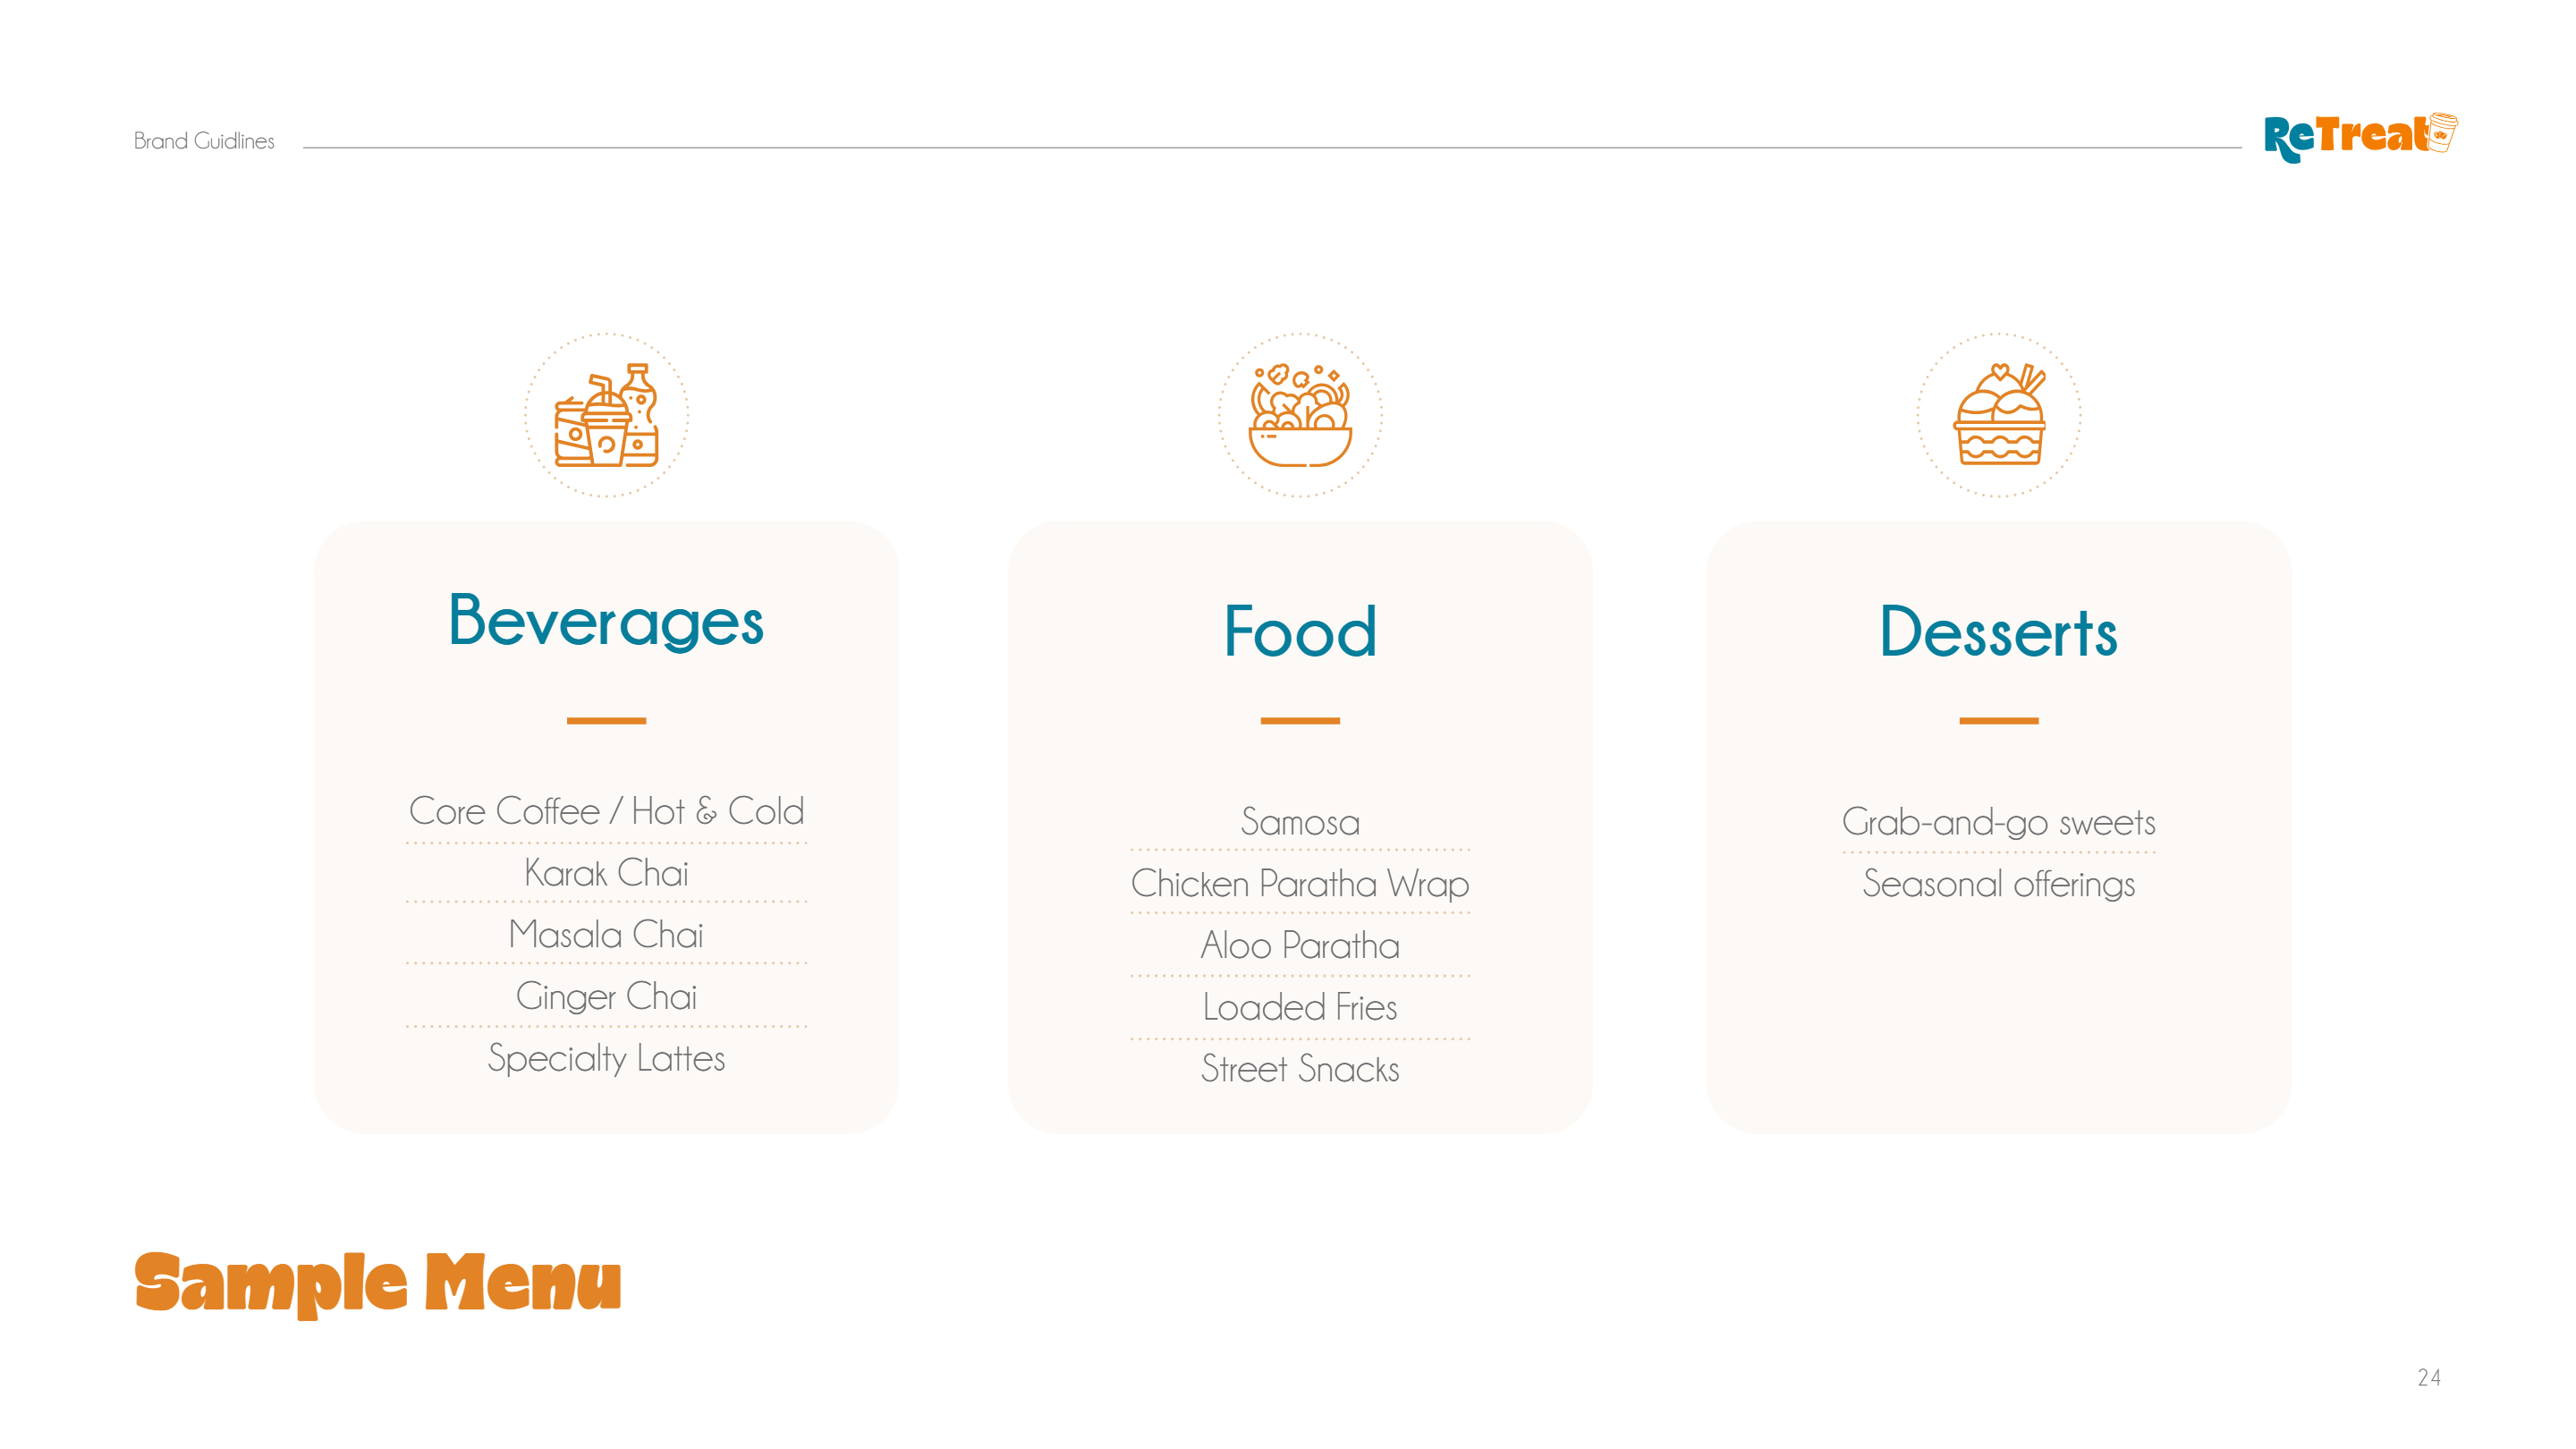 Brand Guidlines
ReTreat
Beverages
Core Coffee / Hot & Cold
Karak Chai
Masala Chai
Ginger Chai
Specialty Lattes
Food
Samosa
Chicken Paratha Wrap
Aloo Paratha
Loaded Fries
Street Snacks
Desserts
Grab-and-go sweets
Seasonal offerings
Sample Menu
24